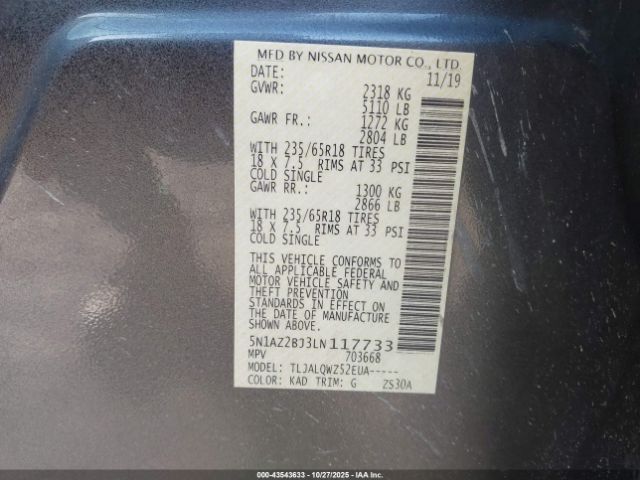 MFD BY NISSAN MOTOR CO., LTD.
DATE: 11/19
GVWR: 2318 KG
5110 LB
GAWR FR.: 1272 KG
2804 LB
WITH 235/65R18 TIRES
18 X 7.5 RIMS AT 33 PSI
COLD SINGLE
GAWR RR.: 1300 KG
2866 LB
WITH 235/65R18 TIRES
18 X 7.5 RIMS AT 33 PSI
COLD SINGLE
THIS VEHICLE CONFORMS TO
ALL APPLICABLE FEDERAL
MOTOR VEHICLE SAFETY AND
THEFT PREVENTION
STANDARDS IN EFFECT ON
THE DATE OF MANUFACTURE
SHOWN ABOVE.
5N1AZ2BJ3LN117733
MPV 703668
MODEL: TLJALQWZ52EUA-----
COLOR: KAD TRIM: G ZS30A
000-43543633 - 10/27/2025 - IAA Inc.